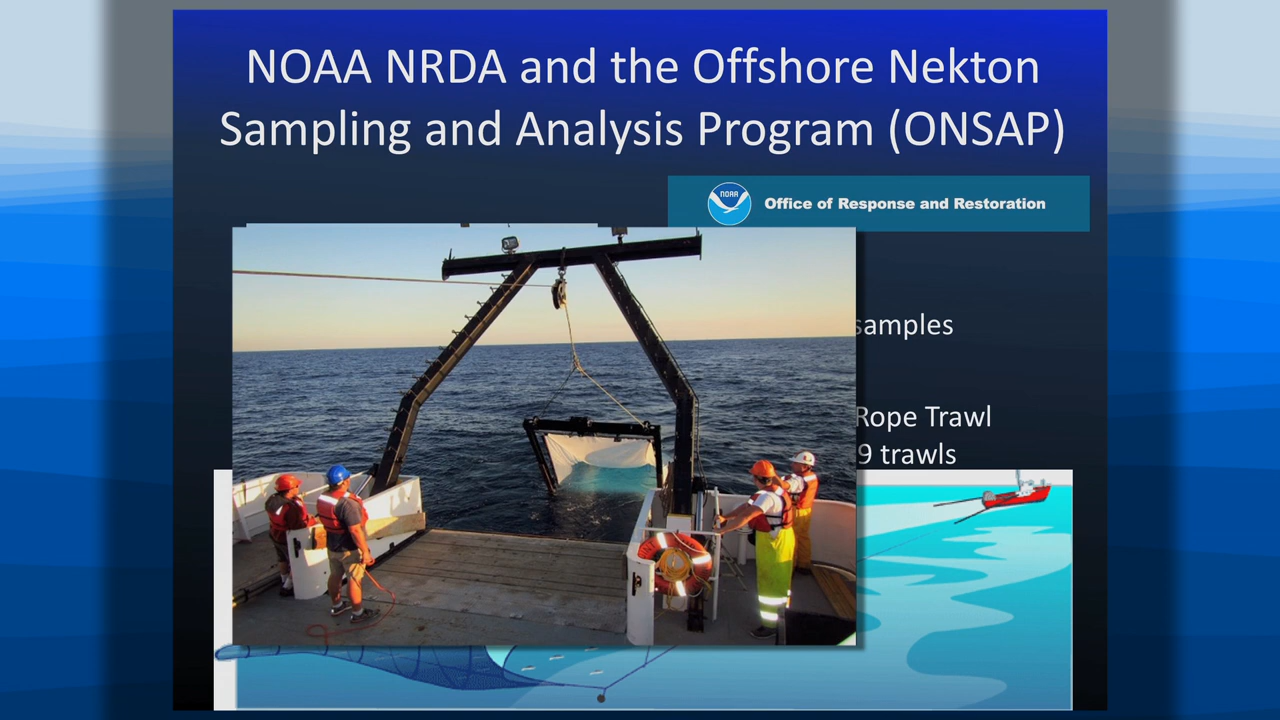 NOAA NRDA and the Offshore Nekton
Sampling and Analysis Program (ONSAP)
NOAA
Office of Response and Restoration
samples
Rope Trawl
9 trawls